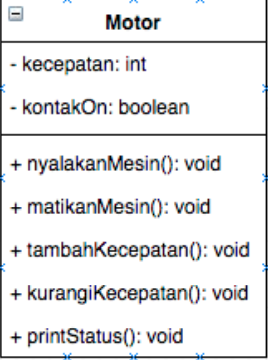 Motor
- kecepatan: int
- kontakOn: boolean
+ nyalakanMesin(): void
+ matikanMesin(): void
+ tambahKecepatan(): void
+ kurangiKecepatan(): void
+ printStatus(): void